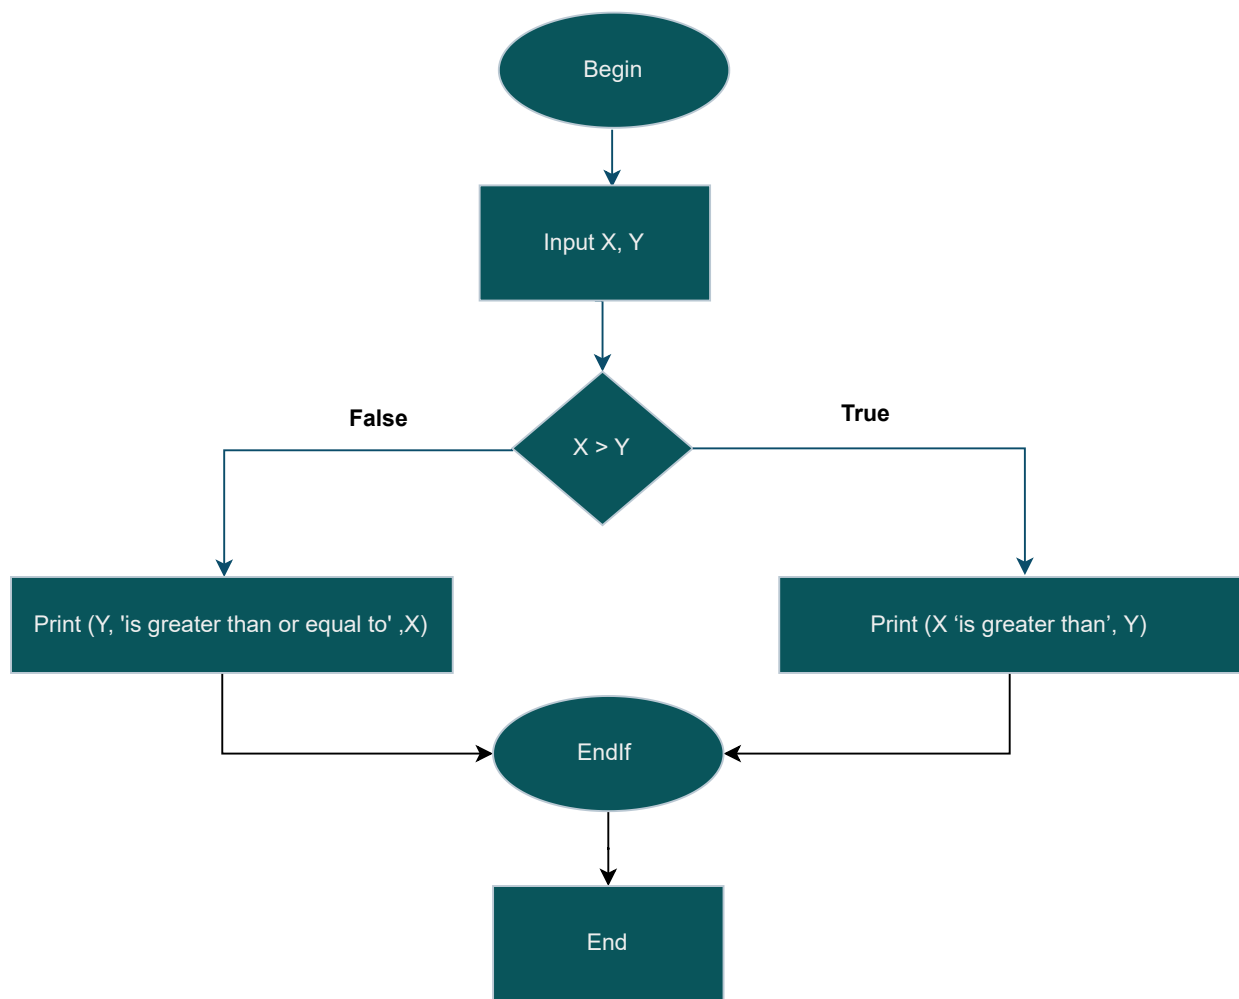 Begin
Input X, Y
False
True
X > Y
Print (Y, 'is greater than or equal to' ,X)
Print (X ‘is greater than’, Y)
EndIf
End